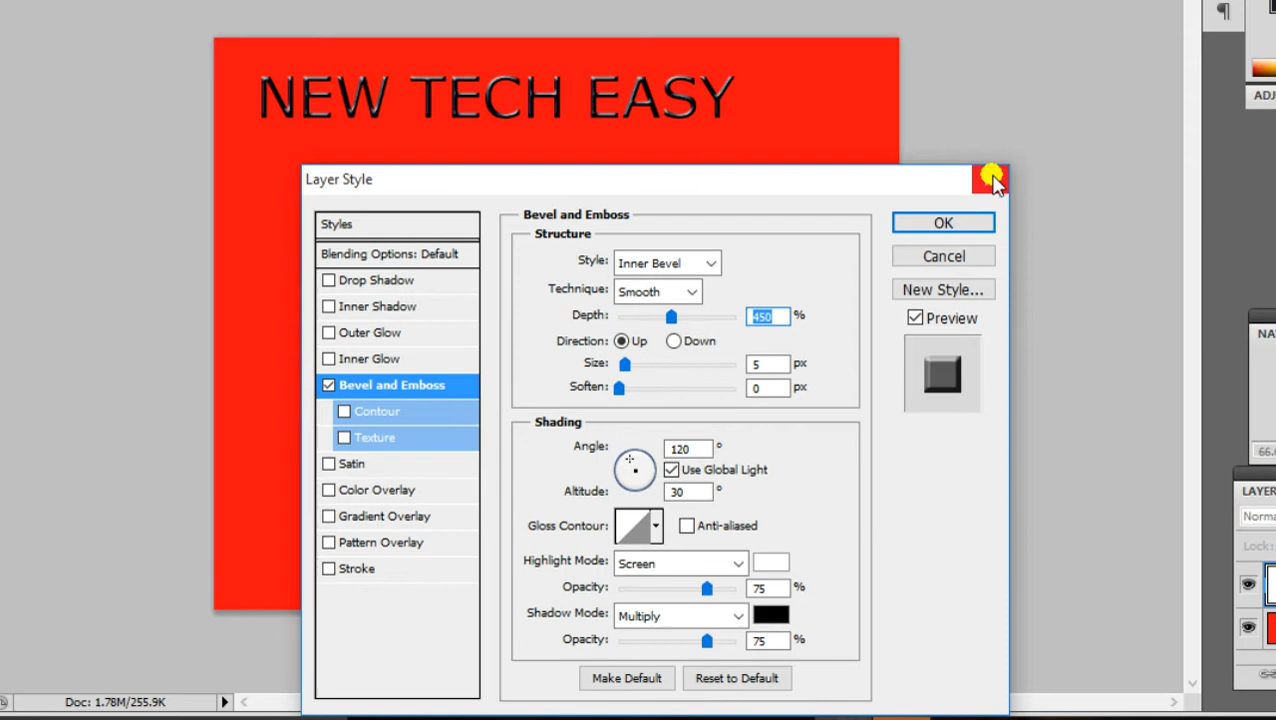 ¶
NEW TECH EASY
ADJ
Layer Style
Styles
Blending Options: Default
Drop Shadow
Inner Shadow
Outer Glow
Inner Glow
Bevel and Emboss
Contour
Texture
Satin
Color Overlay
Gradient Overlay
Pattern Overlay
Stroke
Bevel and Emboss
Structure
Style: Inner Bevel
Technique: Smooth
Depth: 450 %
Direction: Up Down
Size: 5 px
Soften: 0 px
Shading
Angle: 120 °
Use Global Light
Altitude: 30 °
Gloss Contour: Anti-aliased
Highlight Mode: Screen
Opacity: 75 %
Shadow Mode: Multiply
Opacity: 75 %
Make Default Reset to Default
OK
Cancel
New Style...
Preview
NA
66.
LAYER
Norma
Lock:
Doc: 1.78M/255.9K